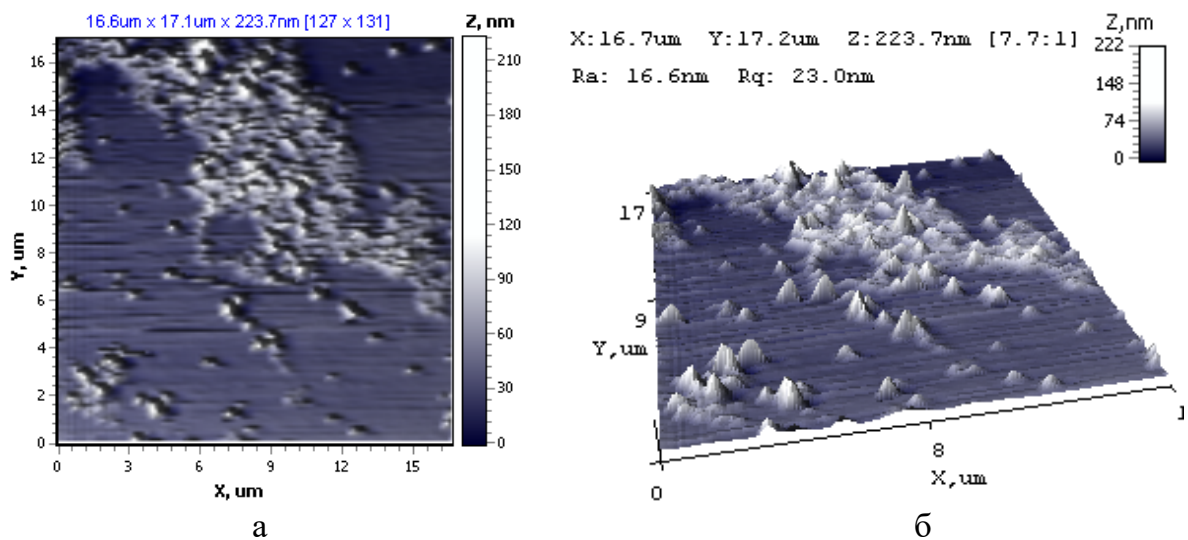 16.6um x 17.1um x 223.7nm [127 x 131]
Z, nm
210
180
150
120
90
60
30
0
16
14
12
10
8
6
4
2
0
Y, um
0 3 6 9 12 15
X, um
а
Z,nm
X:16.7um Y:17.2um Z:223.7nm [7.7:1]
Ra: 16.6nm Rq: 23.0nm
222
148
74
0
17
9
Y,um
0
8
1
X,um
б